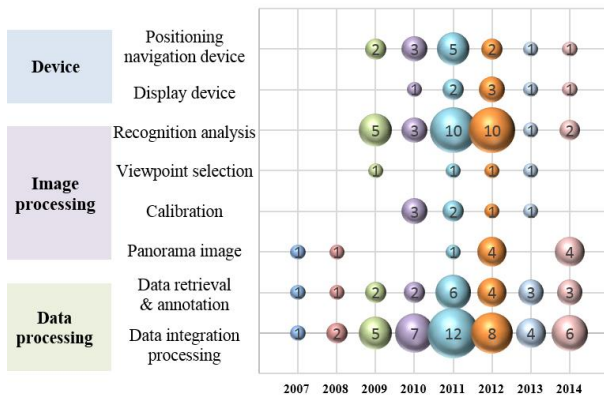 Device
Positioning
navigation device
2 3 5 2 1 1
Display device
1 2 3 1 1
Image
processing
Recognition analysis
5 3 10 10 1 2
Viewpoint selection
1 1 1 1
Calibration
3 2 1 1
Panorama image
1 1 1 4 4
Data
processing
Data retrieval
& annotation
1 1 2 2 6 4 3 3
Data integration
processing
1 2 5 7 12 8 4 6
2007 2008 2009 2010 2011 2012 2013 2014